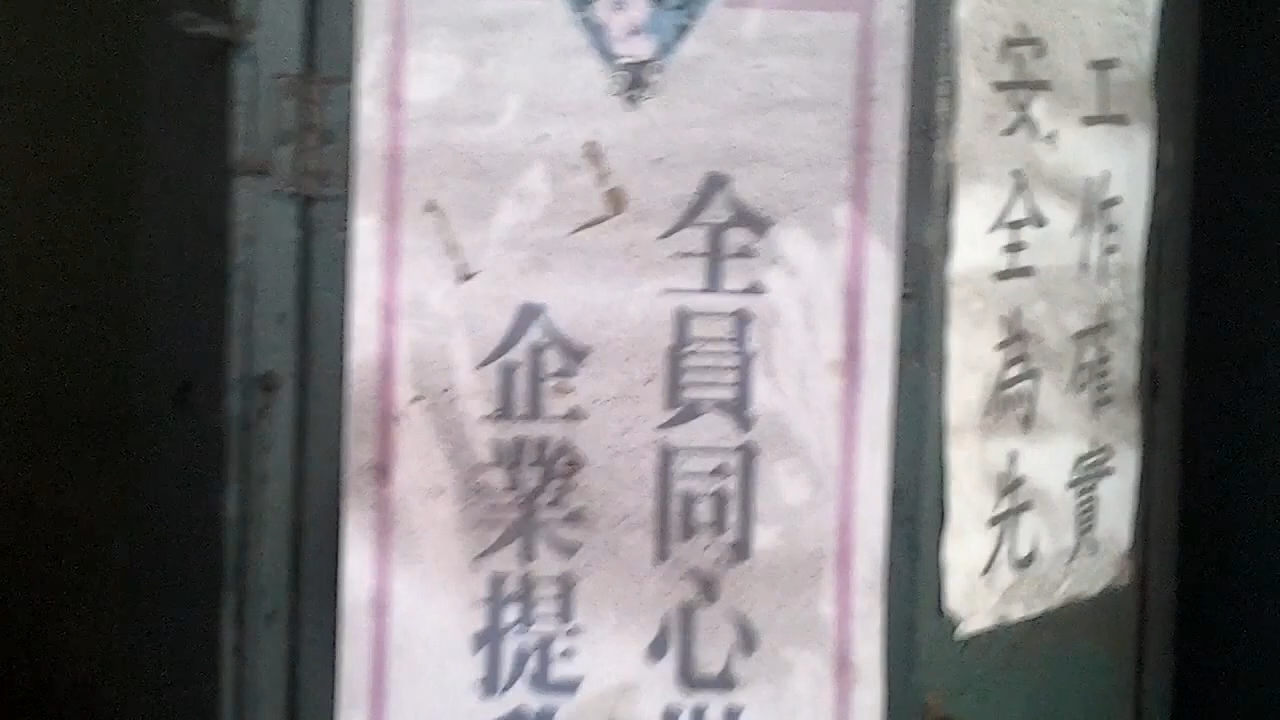 工作確實
安全為先
全員同心
企業提